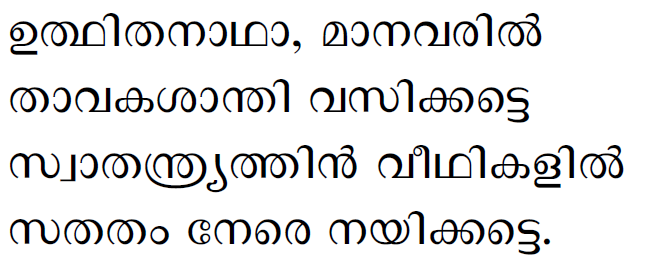 ഉത്ഥിതനാഥാ, മാനവരിൽ
താവകശാന്തി വസിക്കട്ടെ
സ്വാതന്ത്ര്യത്തിൻ വീഥികളിൽ
സതതം നേരെ നയിക്കട്ടെ.